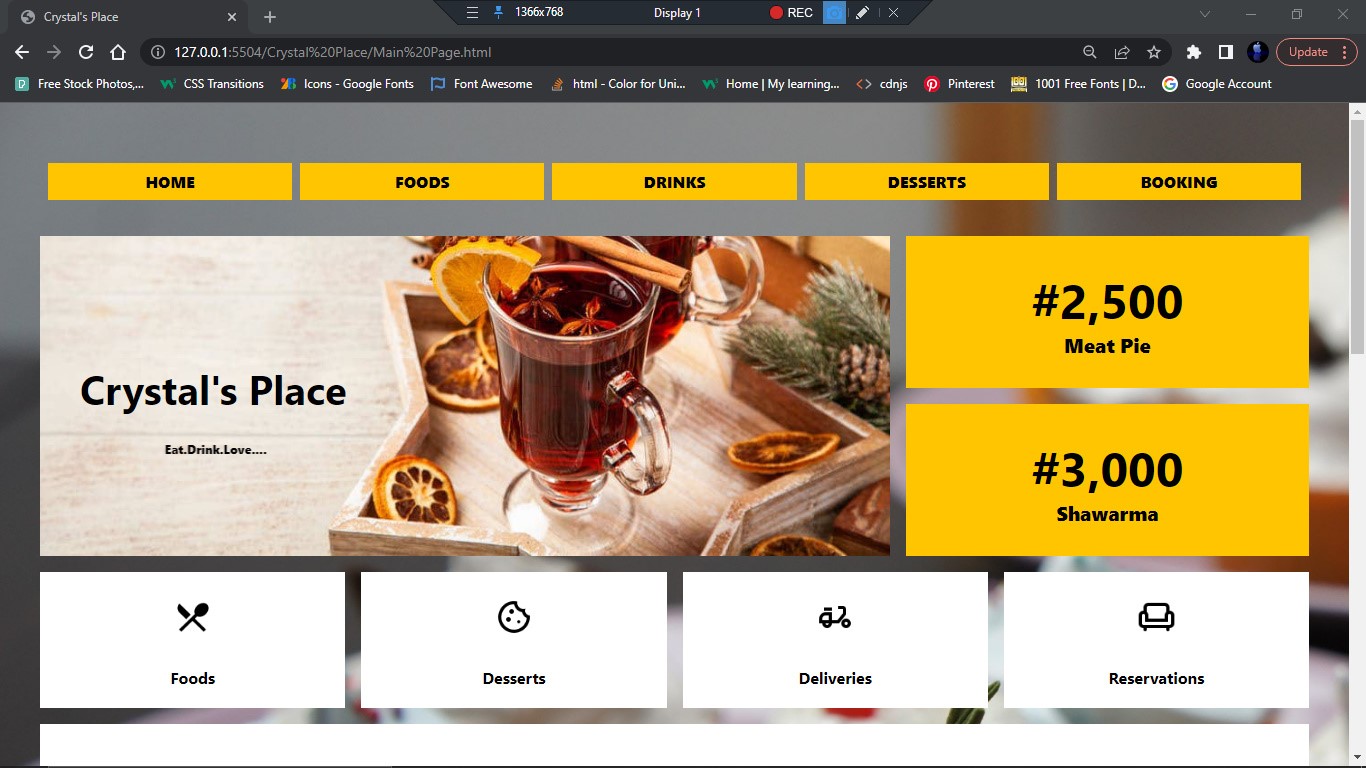 Crystal's Place
1366x768
Display 1
REC
127.0.0.1:5504/Crystal%20Place/Main%20Page.html
Update
Free Stock Photos,...
CSS Transitions
Icons - Google Fonts
Font Awesome
html - Color for Uni...
Home | My learning...
cdnjs
Pinterest
1001 Free Fonts | D...
Google Account
HOME
FOODS
DRINKS
DESSERTS
BOOKING
Crystal's Place
Eat.Drink.Love....
#2,500
Meat Pie
#3,000
Shawarma
Foods
Desserts
Deliveries
Reservations